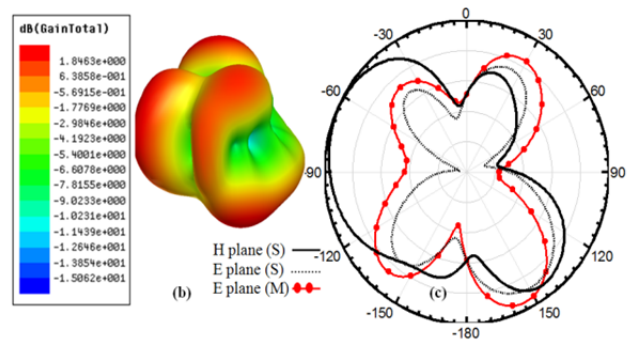 dB(GainTotal)
1.8463e+000
6.3858e-001
-5.6915e-001
-1.7769e+000
-2.9846e+000
-4.1923e+000
-5.4001e+000
-6.6078e+000
-7.8155e+000
-9.0233e+000
-1.0231e+001
-1.1439e+001
-1.2646e+001
-1.3854e+001
-1.5062e+001
(b)
H plane (S)
E plane (S)
E plane (M)
(c)
0
30
60
90
120
150
-180
-150
-120
-90
-60
-30